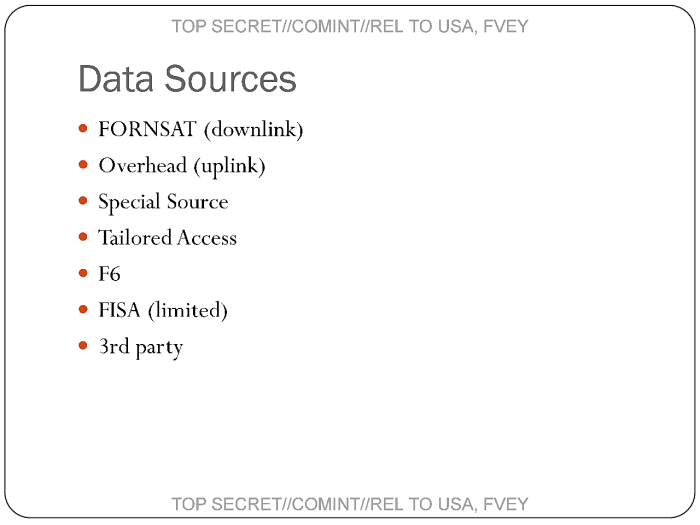 TOP SECRET//COMINT//REL TO USA, FVEY
Data Sources
• FORNSAT (downlink)
• Overhead (uplink)
• Special Source
• Tailored Access
• F6
• FISA (limited)
• 3rd party
TOP SECRET//COMINT//REL TO USA, FVEY